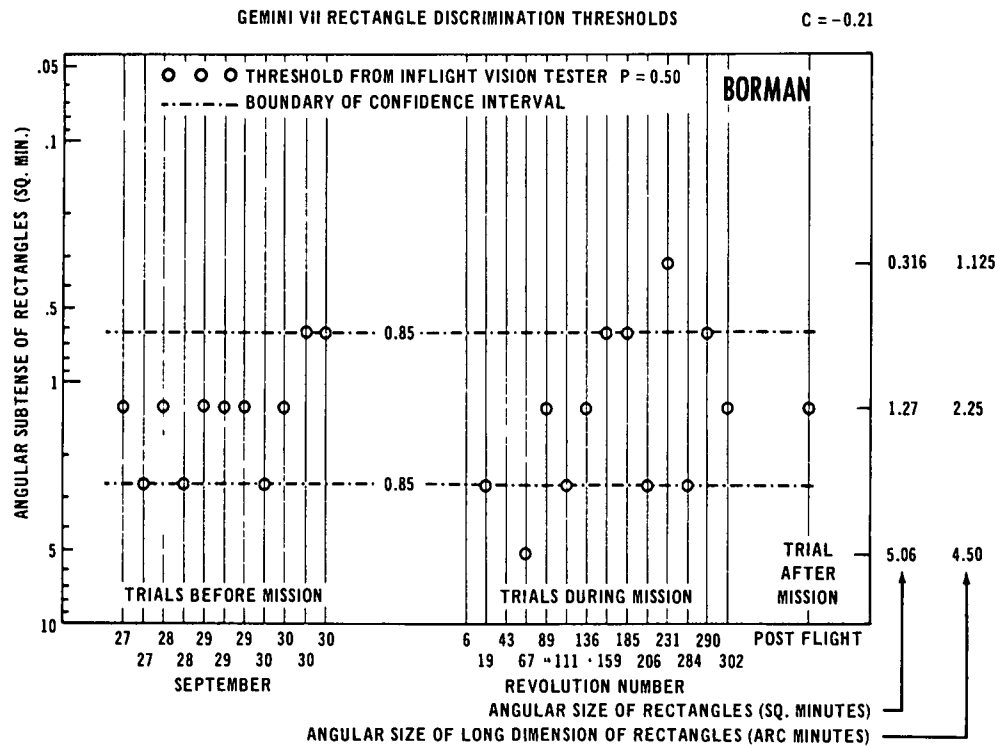 GEMINI VII RECTANGLE DISCRIMINATION THRESHOLDS
C = -0.21
THRESHOLD FROM INFLIGHT VISION TESTER P = 0.50
BOUNDARY OF CONFIDENCE INTERVAL
BORMAN
ANGULAR SUBTENSE OF RECTANGLES (SQ. MIN.)
.05
.1
.5
1
5
10
0.85
0.85
0.316 1.125
1.27 2.25
5.06 4.50
TRIALS BEFORE MISSION
TRIALS DURING MISSION
TRIAL
AFTER
MISSION
27 28 29 29 30 30
27 28 29 30 30
SEPTEMBER
6 43 89 136 185 231 290 POST FLIGHT
19 67 111 159 206 284 302
REVOLUTION NUMBER
ANGULAR SIZE OF RECTANGLES (SQ. MINUTES)
ANGULAR SIZE OF LONG DIMENSION OF RECTANGLES (ARC MINUTES)